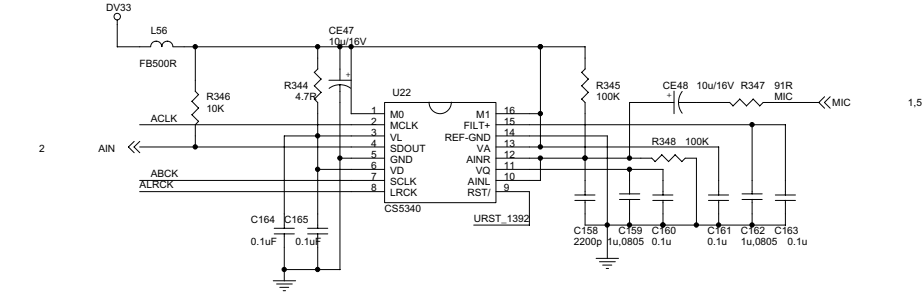 DV33
L56
FB500R
CE47
10u/16V
R346
10K
R344
4.7R
U22
R345
100K
CE48 10u/16V R347 91R
MIC
MIC 1,5
ACLK
2 AIN
ABCK
ALRCK
1 M0 M1 16
2 MCLK FILT+ 15
3 VL REF-GND 14
4 SDOUT VA 13
5 GND AINR 12
6 VD VQ 11
7 SCLK AINL 10
8 LRCK RST/ 9
CS5340
R348 100K
URST_1392
C164 C165
0.1uF 0.1uF
C158 C159 C160 C161 C162 C163
2200p 1u,0805 0.1u 0.1u 1u,0805 0.1u